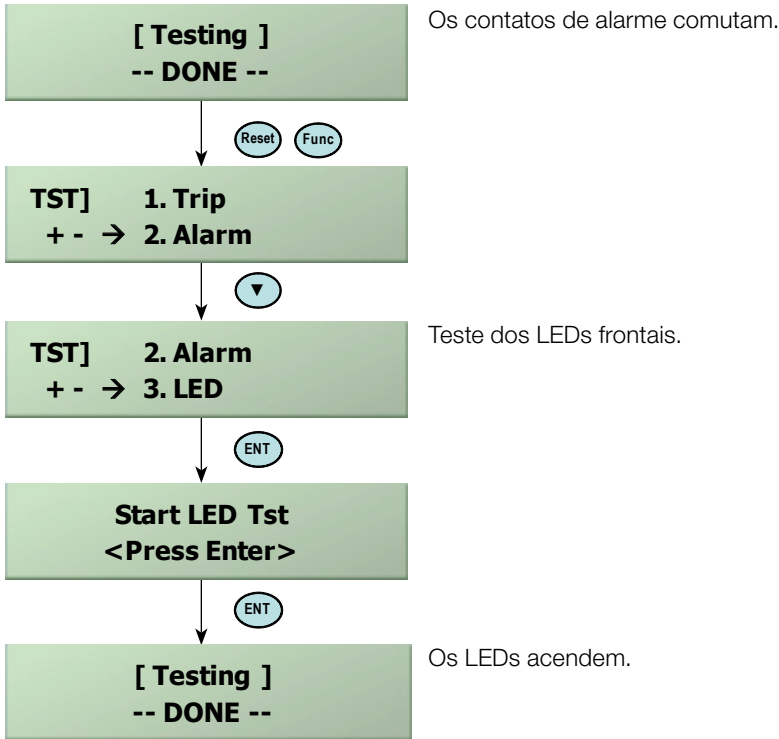 [ Testing ]
-- DONE --
Os contatos de alarme comutam.
Reset Func
TST] 1. Trip
+ - → 2. Alarm
▼
TST] 2. Alarm
+ - → 3. LED
Teste dos LEDs frontais.
ENT
Start LED Tst
<Press Enter>
ENT
[ Testing ]
-- DONE --
Os LEDs acendem.